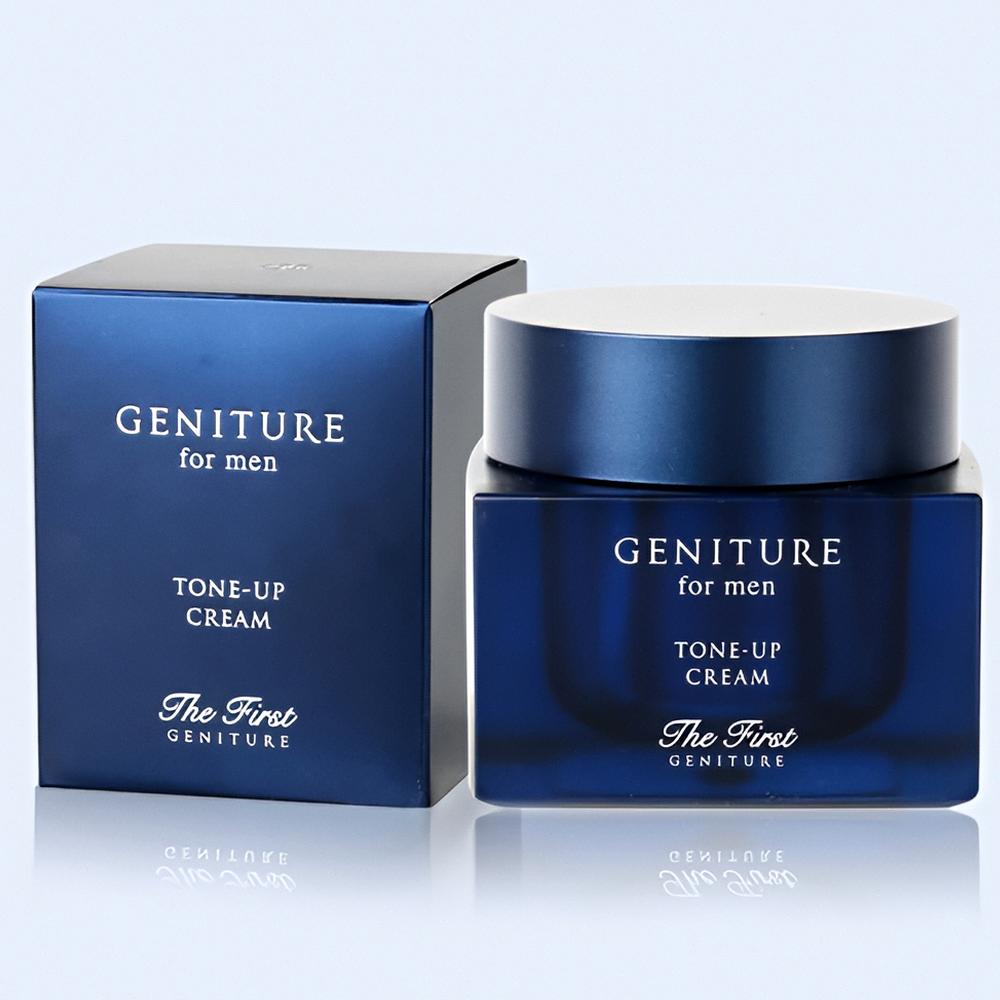 GENITURE
for men
TONE-UP
CREAM
The First
GENITURE
GENITURE
for men
TONE-UP
CREAM
The First
GENITURE